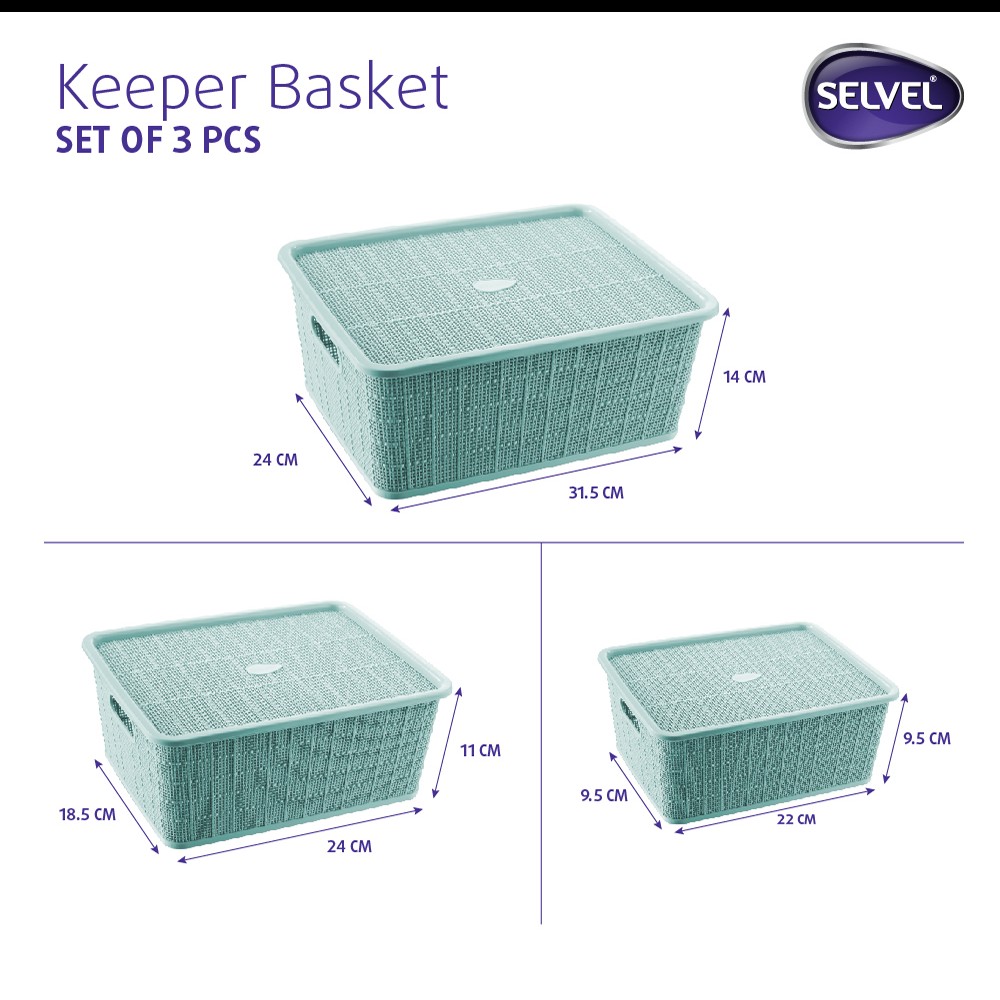 Keeper Basket
SET OF 3 PCS
SELVEL®
14 CM
24 CM
31.5 CM
11 CM
18.5 CM
24 CM
9.5 CM
9.5 CM
22 CM